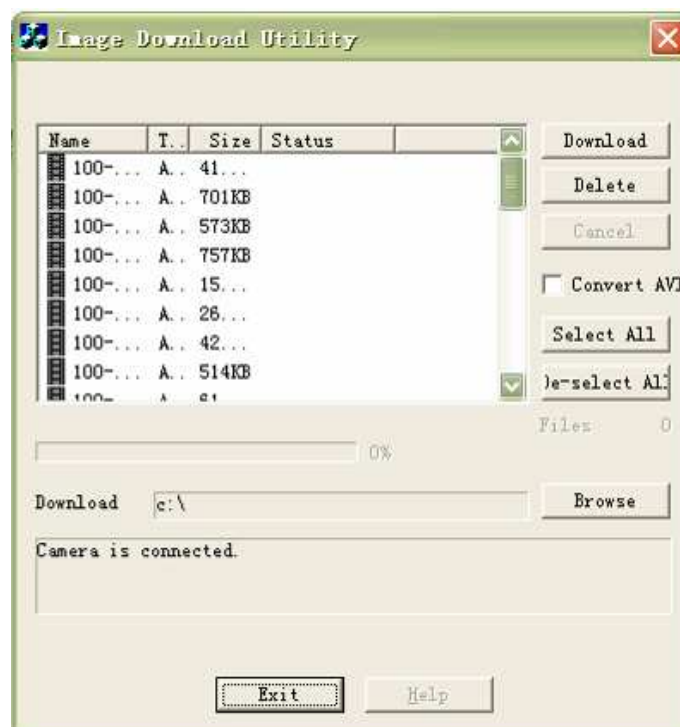 Image Download Utility
Name T.. Size Status
100-... A.. 41...
100-... A.. 701KB
100-... A.. 573KB
100-... A.. 757KB
100-... A.. 15...
100-... A.. 26...
100-... A.. 42...
100-... A.. 514KB
Download
Delete
Cancel
Convert AVI
Select All
De-select All
Files 0
0%
Download c:\
Browse
Camera is connected.
Exit Help